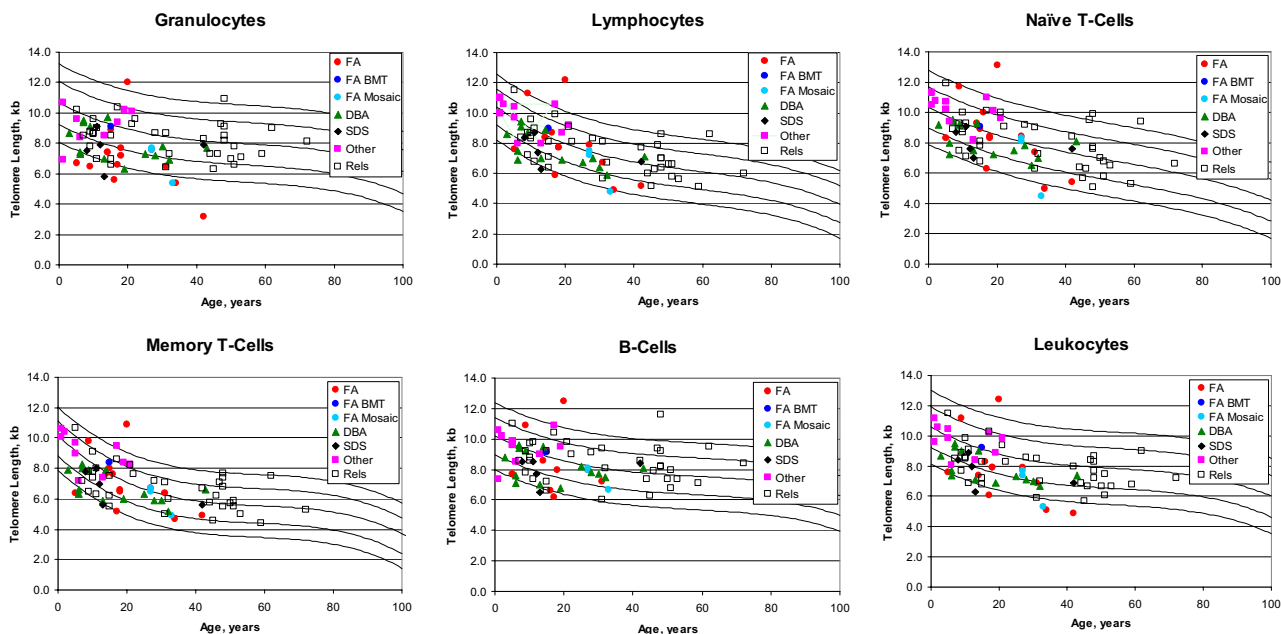 Granulocytes
14.0
12.0
10.0
8.0
6.0
4.0
2.0
0.0
Telomere Length, kb
0 20 40 60 80 100
Age, years
FA
FA BMT
FA Mosaic
DBA
SDS
Other
Rels
Lymphocytes
14.0
12.0
10.0
8.0
6.0
4.0
2.0
0.0
Telomere Length, kb
0 20 40 60 80 100
Age, years
FA
FA BMT
FA Mosaic
DBA
SDS
Other
Rels
Naïve T-Cells
14.0
12.0
10.0
8.0
6.0
4.0
2.0
0.0
Telomere Length, kb
0 20 40 60 80 100
Age, years
FA
FA BMT
FA Mosaic
DBA
SDS
Other
Rels
Memory T-Cells
14.0
12.0
10.0
8.0
6.0
4.0
2.0
0.0
Telomere Length, kb
0 20 40 60 80 100
Age, years
FA
FA BMT
FA Mosaic
DBA
SDS
Other
Rels
B-Cells
14.0
12.0
10.0
8.0
6.0
4.0
2.0
0.0
Telomere Length, kb
0 20 40 60 80 100
Age, years
FA
FA BMT
FA Mosaic
DBA
SDS
Other
Rels
Leukocytes
14.0
12.0
10.0
8.0
6.0
4.0
2.0
0.0
Telomere Length, kb
0 20 40 60 80 100
Age, years
FA
FA BMT
FA Mosaic
DBA
SDS
Other
Rels